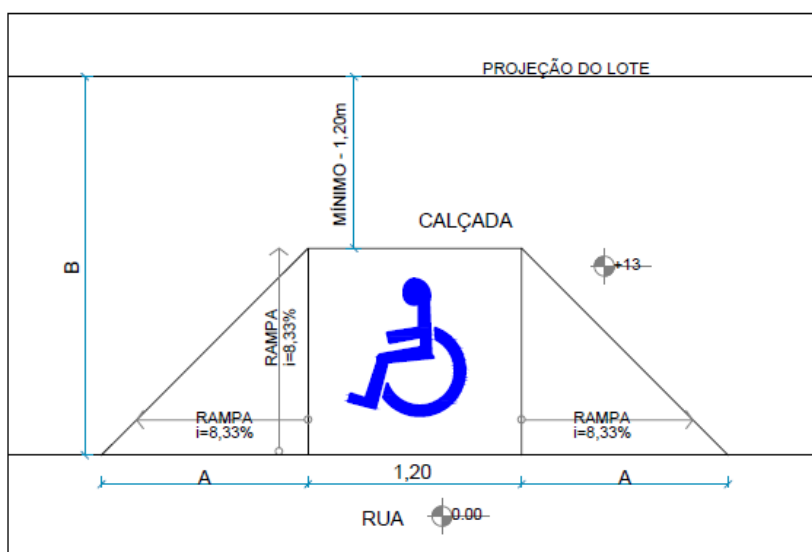 PROJEÇÃO DO LOTE
MÍNIMO - 1,20m
CALÇADA
+13
B
RAMPA
i=8,33%
RAMPA
i=8,33%
RAMPA
i=8,33%
A
1,20
A
RUA
0.00